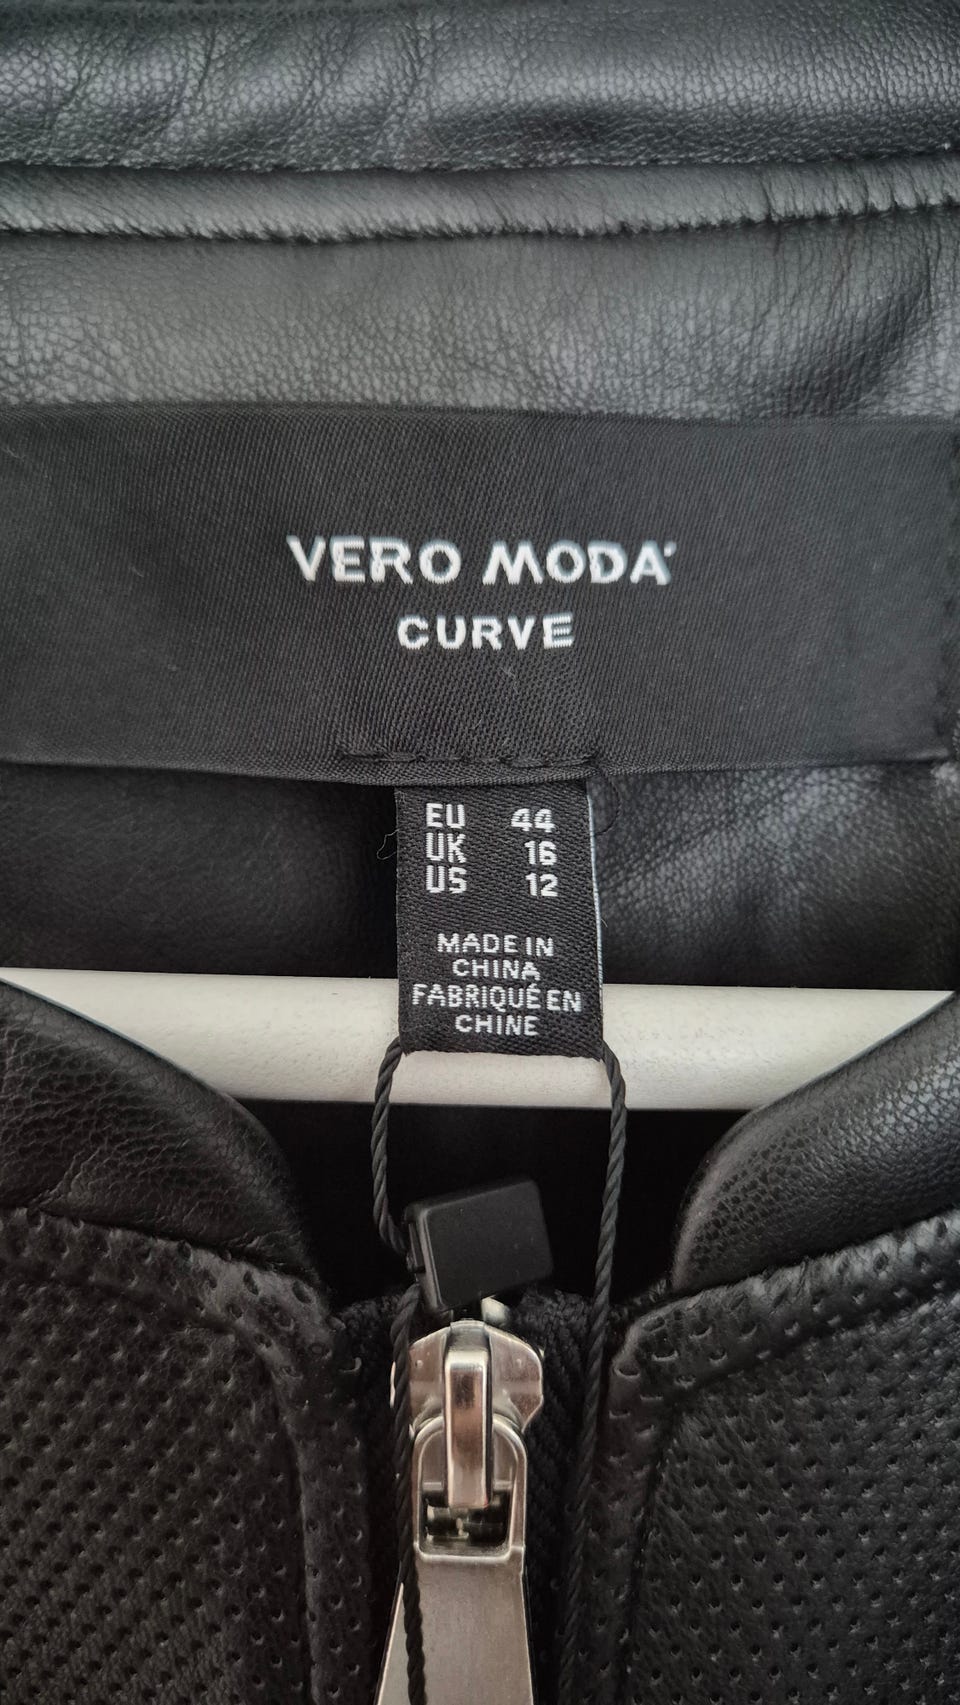 VERO MODA
CURVE
EU 44
UK 16
US 12
MADE IN
CHINA
FABRIQUÉ EN
CHINE